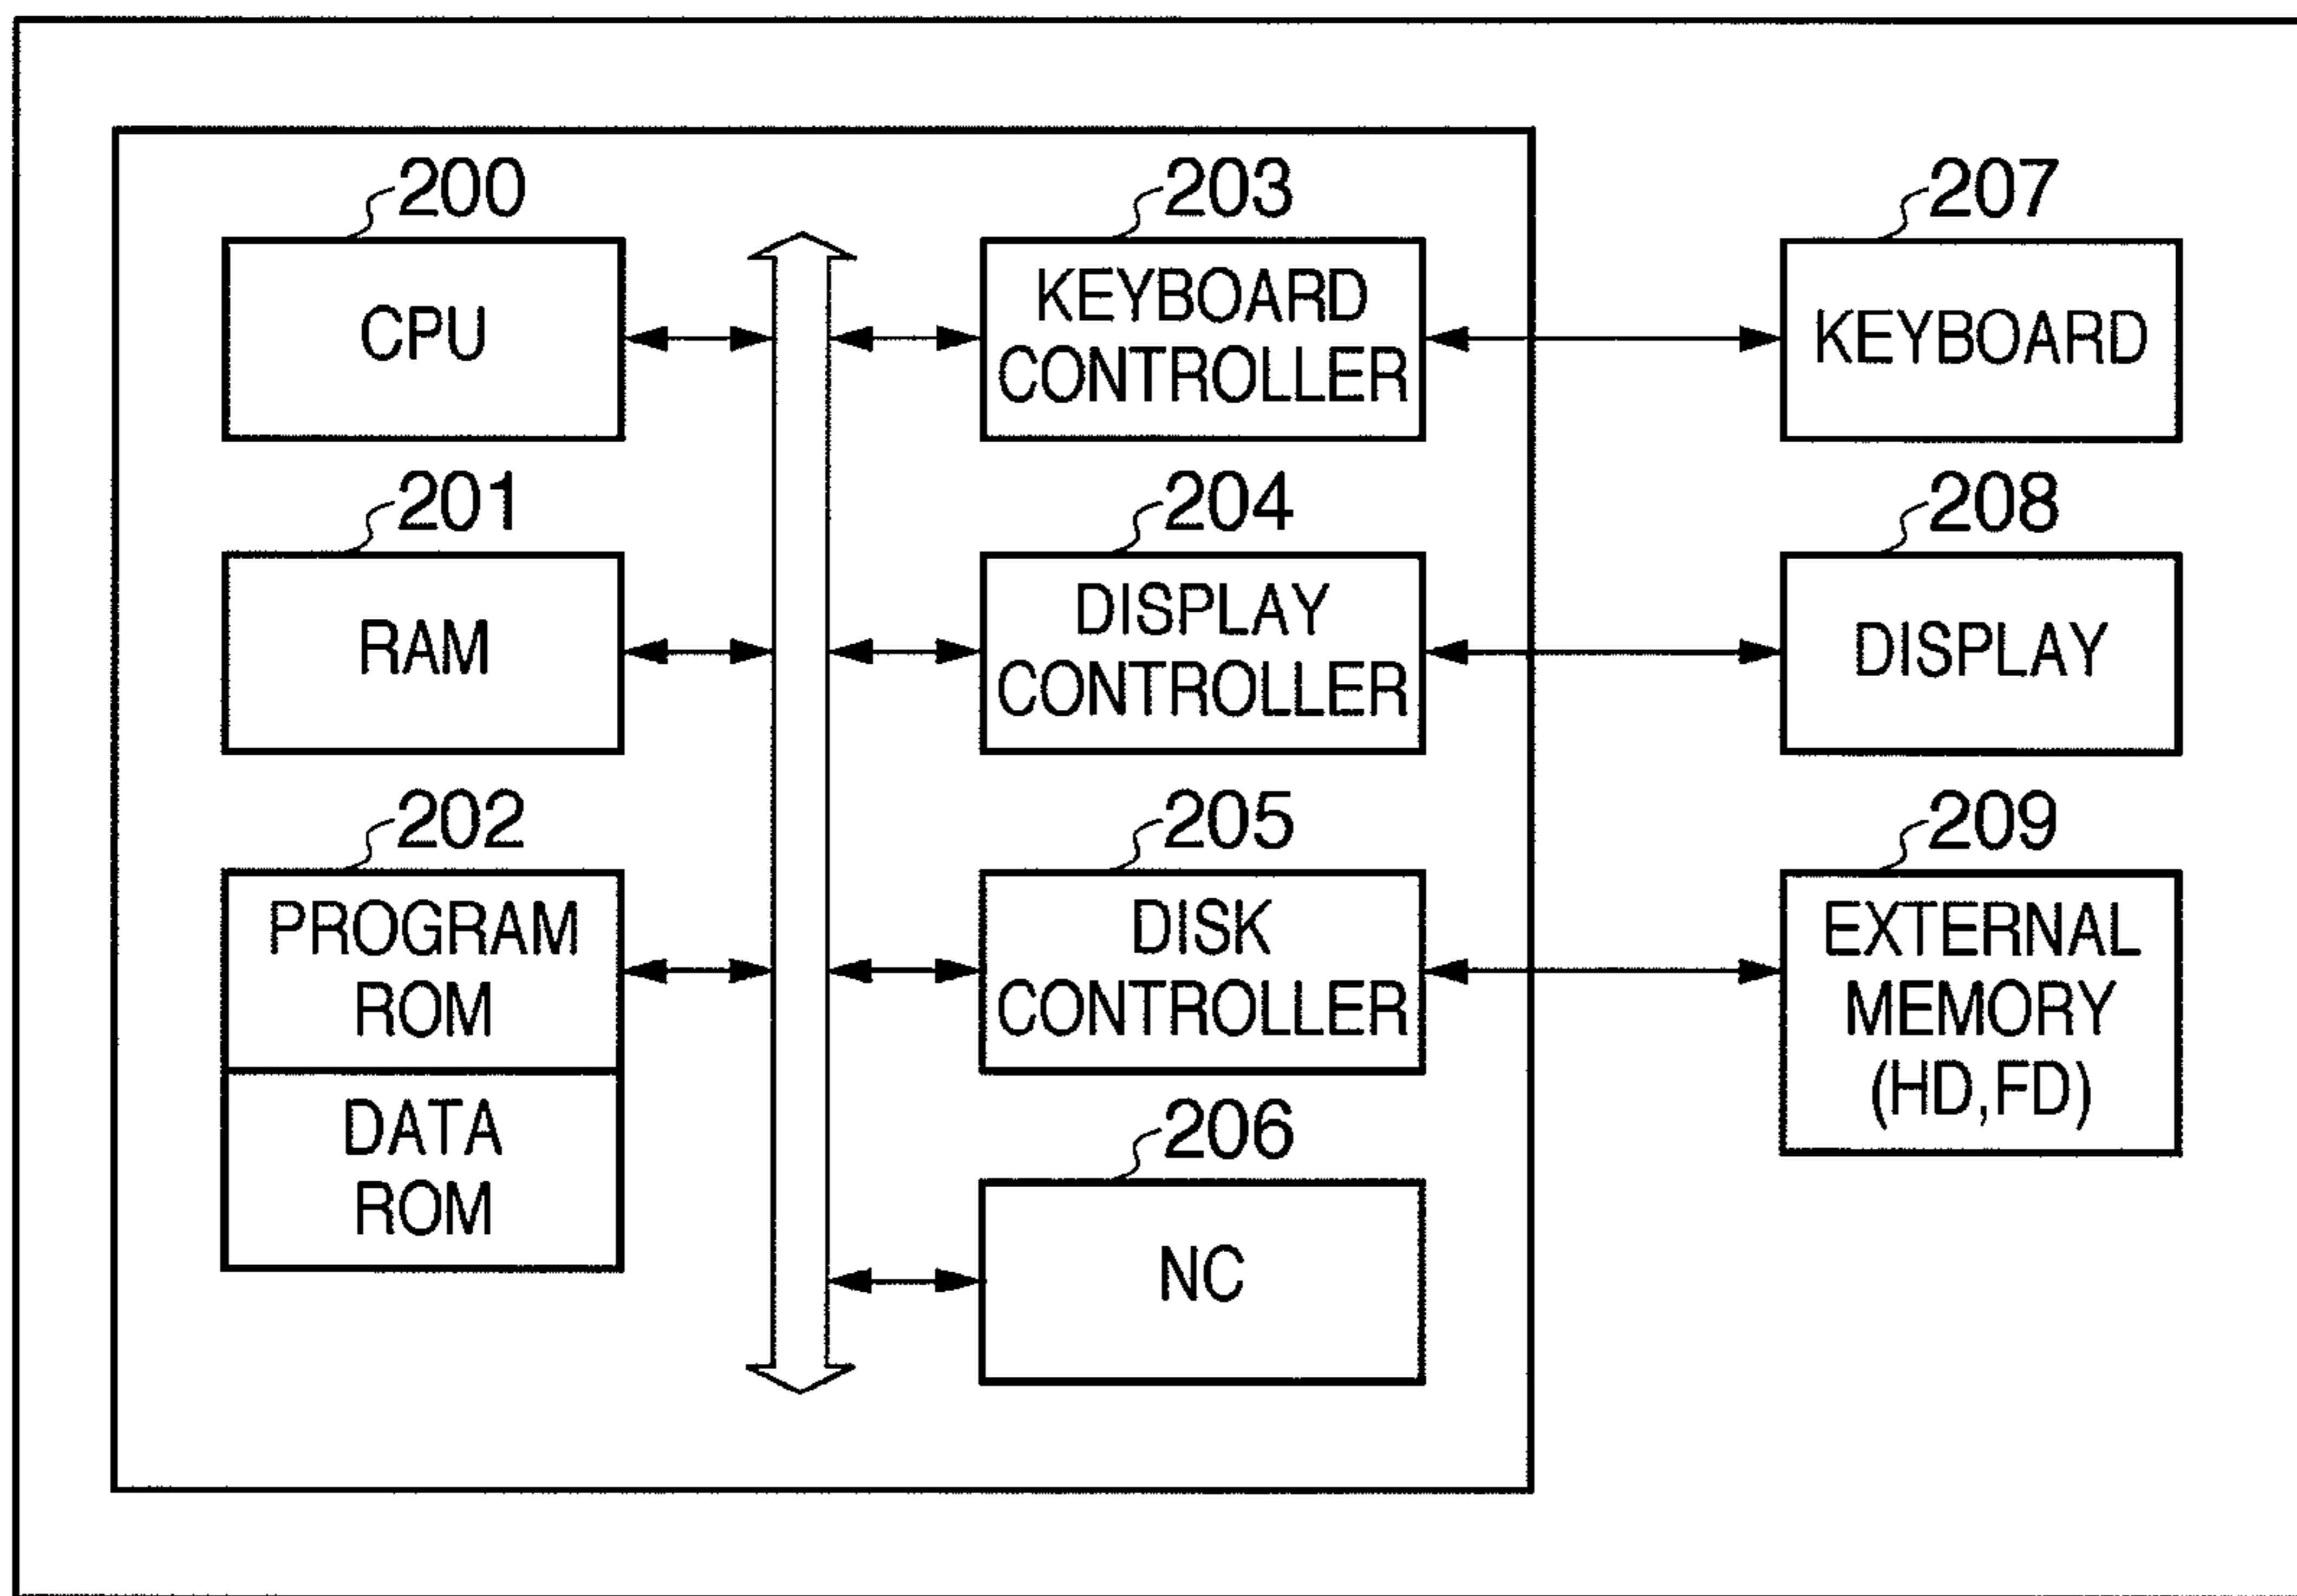 200
CPU
201
RAM
202
PROGRAM
ROM
DATA
ROM
203
KEYBOARD
CONTROLLER
204
DISPLAY
CONTROLLER
205
DISK
CONTROLLER
206
NC
207
KEYBOARD
208
DISPLAY
209
EXTERNAL
MEMORY
(HD,FD)